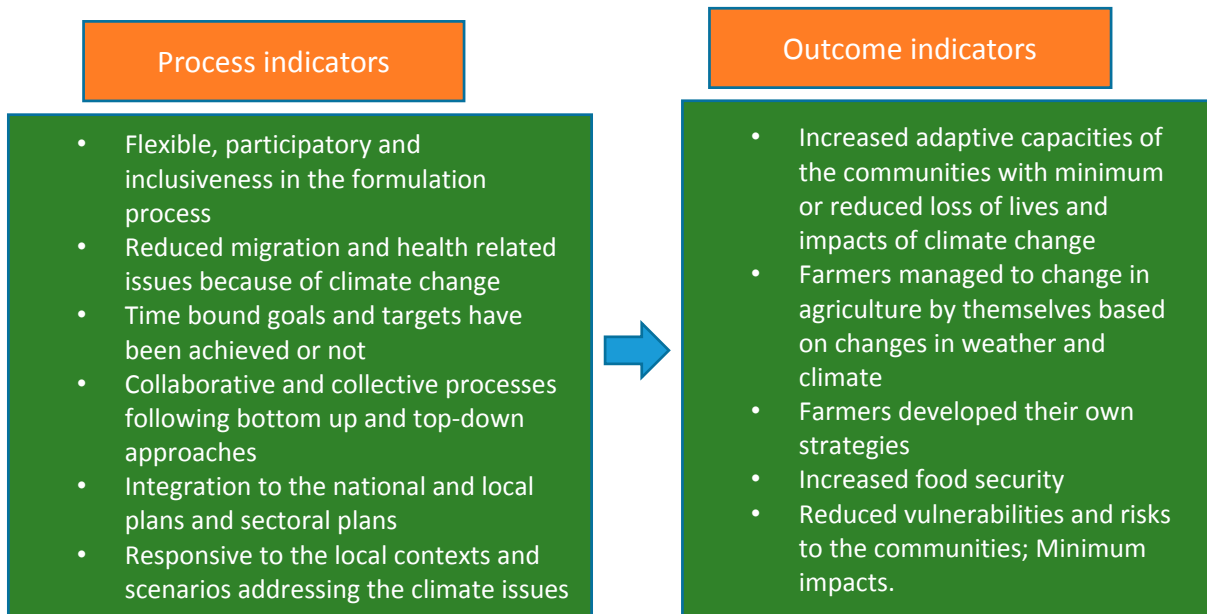 Process indicators
• Flexible, participatory and
inclusiveness in the formulation
process
• Reduced migration and health related
issues because of climate change
• Time bound goals and targets have
been achieved or not
• Collaborative and collective processes
following bottom up and top-down
approaches
• Integration to the national and local
plans and sectoral plans
• Responsive to the local contexts and
scenarios addressing the climate issues
Outcome indicators
• Increased adaptive capacities of
the communities with minimum
or reduced loss of lives and
impacts of climate change
• Farmers managed to change in
agriculture by themselves based
on changes in weather and
climate
• Farmers developed their own
strategies
• Increased food security
• Reduced vulnerabilities and risks
to the communities; Minimum
impacts.